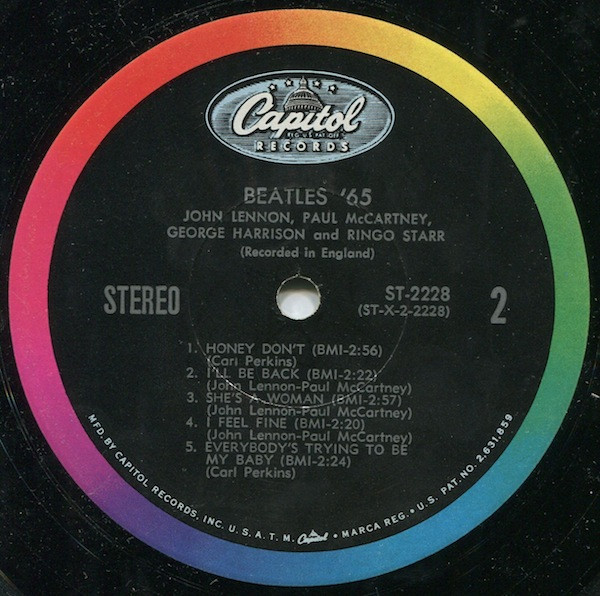 Capitol
REG. U.S. PAT. OFF.
RECORDS
BEATLES '65
JOHN LENNON, PAUL McCARTNEY,
GEORGE HARRISON and RINGO STARR
(Recorded in England)
STEREO
ST-2228
(ST-X-2-2228)
2
1. HONEY DON'T (BMI-2:56)
(Carl Perkins)
2. I'LL BE BACK (BMI-2:22)
(John Lennon-Paul McCartney)
3. SHE'S A WOMAN (BMI-2:57)
(John Lennon-Paul McCartney)
4. I FEEL FINE (BMI-2:20)
(John Lennon-Paul McCartney)
5. EVERYBODY'S TRYING TO BE
MY BABY (BMI-2:24)
(Carl Perkins)
MFD. BY CAPITOL RECORDS, INC. U.S.A. T.M. Capitol • MARCA REG. • U.S. PAT. NO. 2,631,859